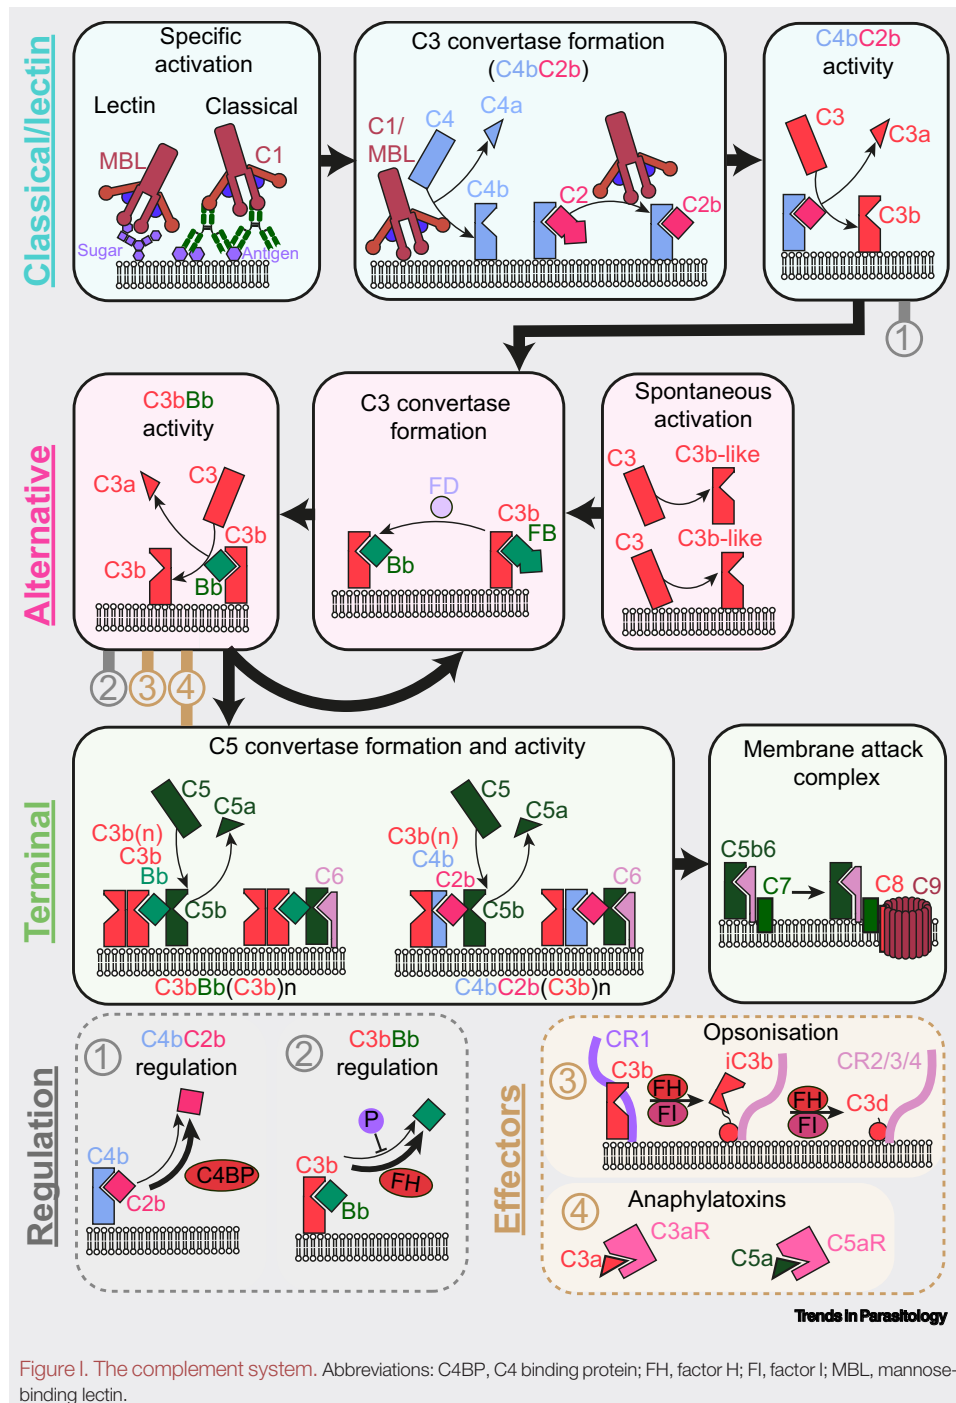 Classical/lectin
Specific
activation
Lectin
Classical
MBL
C1
Sugar
Antigen
C3 convertase formation
(C4bC2b)
C1/
MBL
C4
C4a
C4b
C2
C2b
C4bC2b
activity
C3
C3a
C3b
1
Alternative
C3bBb
activity
C3a
C3
C3b
C3b
Bb
C3 convertase
formation
FD
C3b
FB
Bb
Spontaneous
activation
C3
C3b-like
C3
C3b-like
2
3
4
Terminal
C5 convertase formation and activity
C5
C5a
C3b(n)
C3b
Bb
C5b
C6
C3bBb(C3b)n
C5
C5a
C3b(n)
C4b
C2b
C5b
C6
C4bC2b(C3b)n
Membrane attack
complex
C5b6
C7
C8
C9
Regulation
1
C4bC2b
regulation
C4b
C2b
C4BP
2
C3bBb
regulation
P
C3b
Bb
FH
Effectors
Opsonisation
3
CR1
C3b
FH
FI
iC3b
FH
FI
CR2/3/4
C3d
4
Anaphylatoxins
C3a
C3aR
C5a
C5aR
Trends in Parasitology
Figure I. The complement system. Abbreviations: C4BP, C4 binding protein; FH, factor H; FI, factor I; MBL, mannose-
binding lectin.